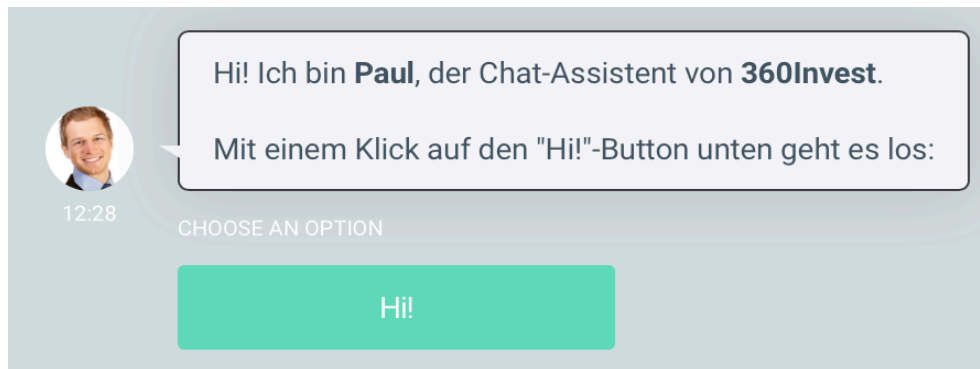 Hi! Ich bin Paul, der Chat-Assistent von 360Invest.
Mit einem Klick auf den "Hi!"-Button unten geht es los:
12:28
CHOOSE AN OPTION
Hi!